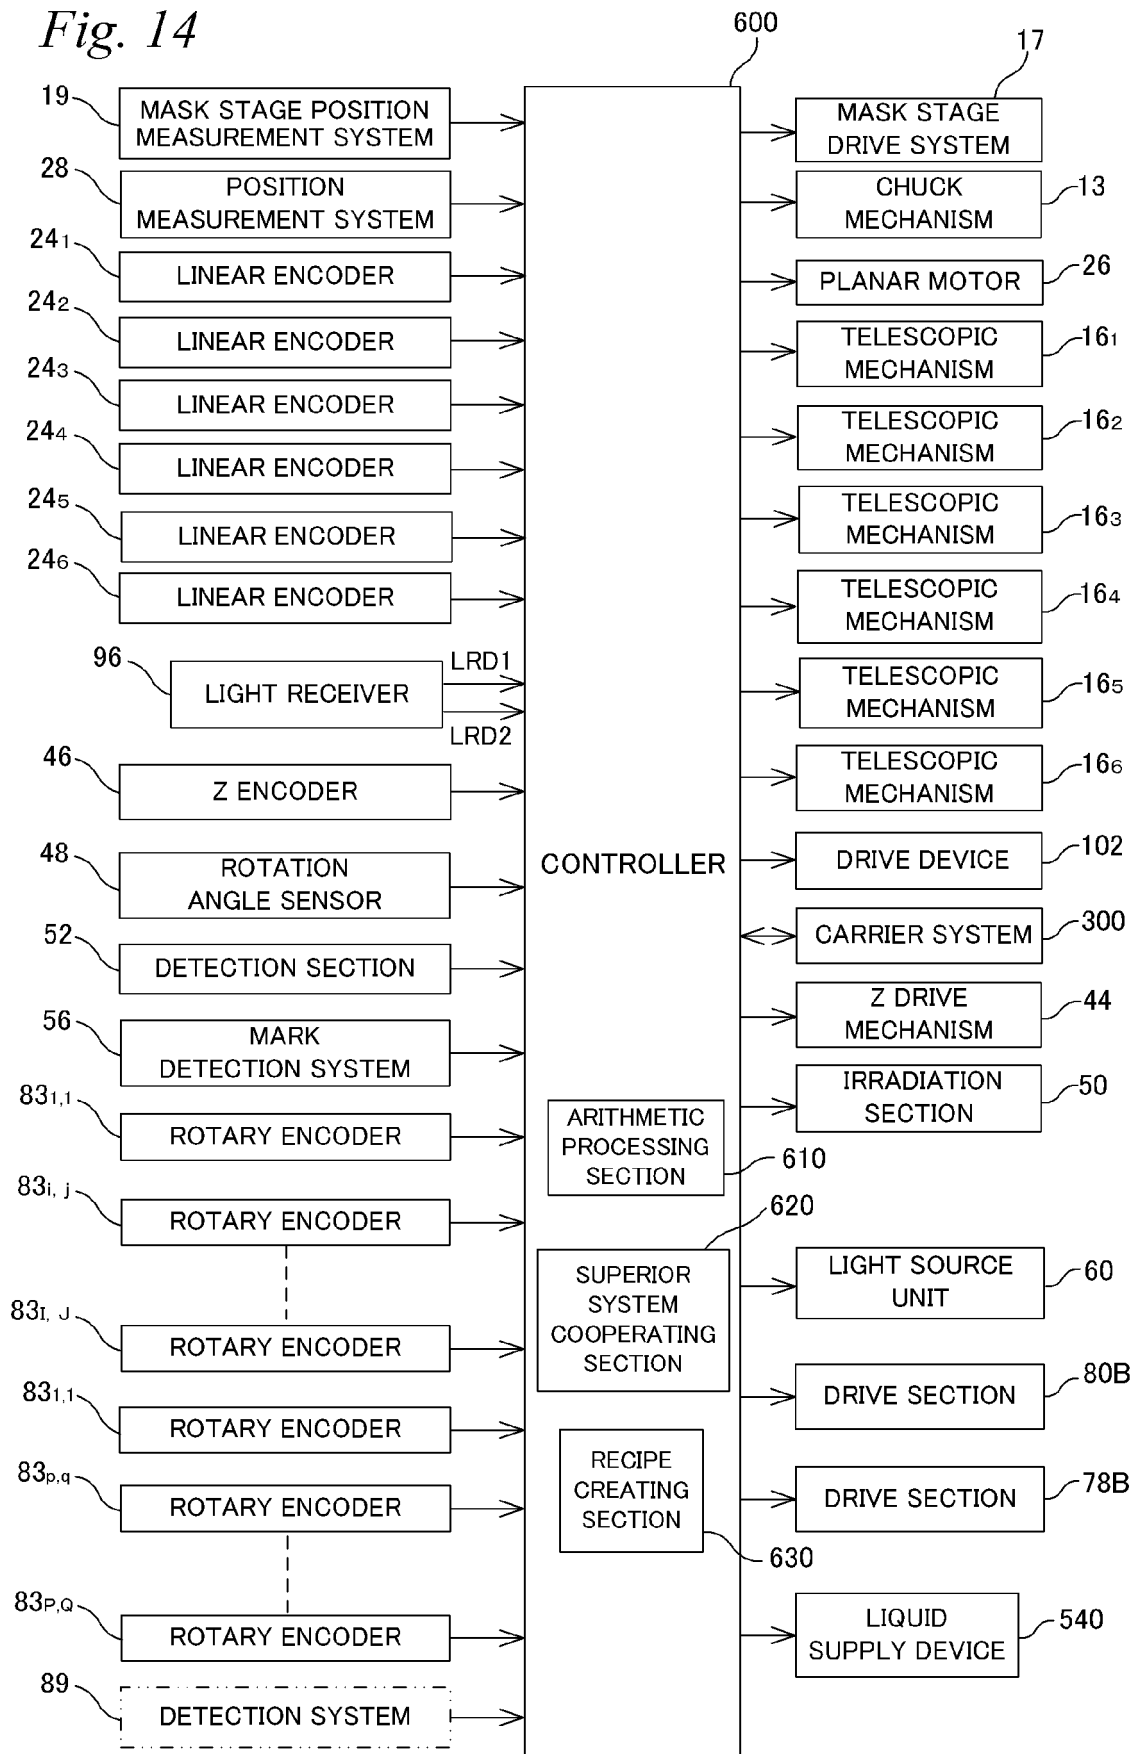 Fig. 14
600
17
19
MASK STAGE POSITION
MEASUREMENT SYSTEM
MASK STAGE
DRIVE SYSTEM
28
POSITION
MEASUREMENT SYSTEM
CHUCK
MECHANISM
13
24₁
LINEAR ENCODER
PLANAR MOTOR
26
24₂
LINEAR ENCODER
TELESCOPIC
MECHANISM
16₁
24₃
LINEAR ENCODER
TELESCOPIC
MECHANISM
16₂
24₄
LINEAR ENCODER
TELESCOPIC
MECHANISM
16₃
24₅
LINEAR ENCODER
24₆
LINEAR ENCODER
TELESCOPIC
MECHANISM
16₄
96
LIGHT RECEIVER
LRD1
LRD2
TELESCOPIC
MECHANISM
16₅
46
Z ENCODER
TELESCOPIC
MECHANISM
16₆
48
ROTATION
ANGLE SENSOR
CONTROLLER
DRIVE DEVICE
102
52
DETECTION SECTION
CARRIER SYSTEM
300
56
MARK
DETECTION SYSTEM
Z DRIVE
MECHANISM
44
83₁,₁
ROTARY ENCODER
ARITHMETIC
PROCESSING
SECTION
610
IRRADIATION
SECTION
50
83i, j
ROTARY ENCODER
620
83I, J
ROTARY ENCODER
SUPERIOR
SYSTEM
COOPERATING
SECTION
LIGHT SOURCE
UNIT
60
83₁,₁
ROTARY ENCODER
DRIVE SECTION
80B
83p,q
ROTARY ENCODER
RECIPE
CREATING
SECTION
630
DRIVE SECTION
78B
83P,Q
ROTARY ENCODER
LIQUID
SUPPLY DEVICE
540
89
DETECTION SYSTEM